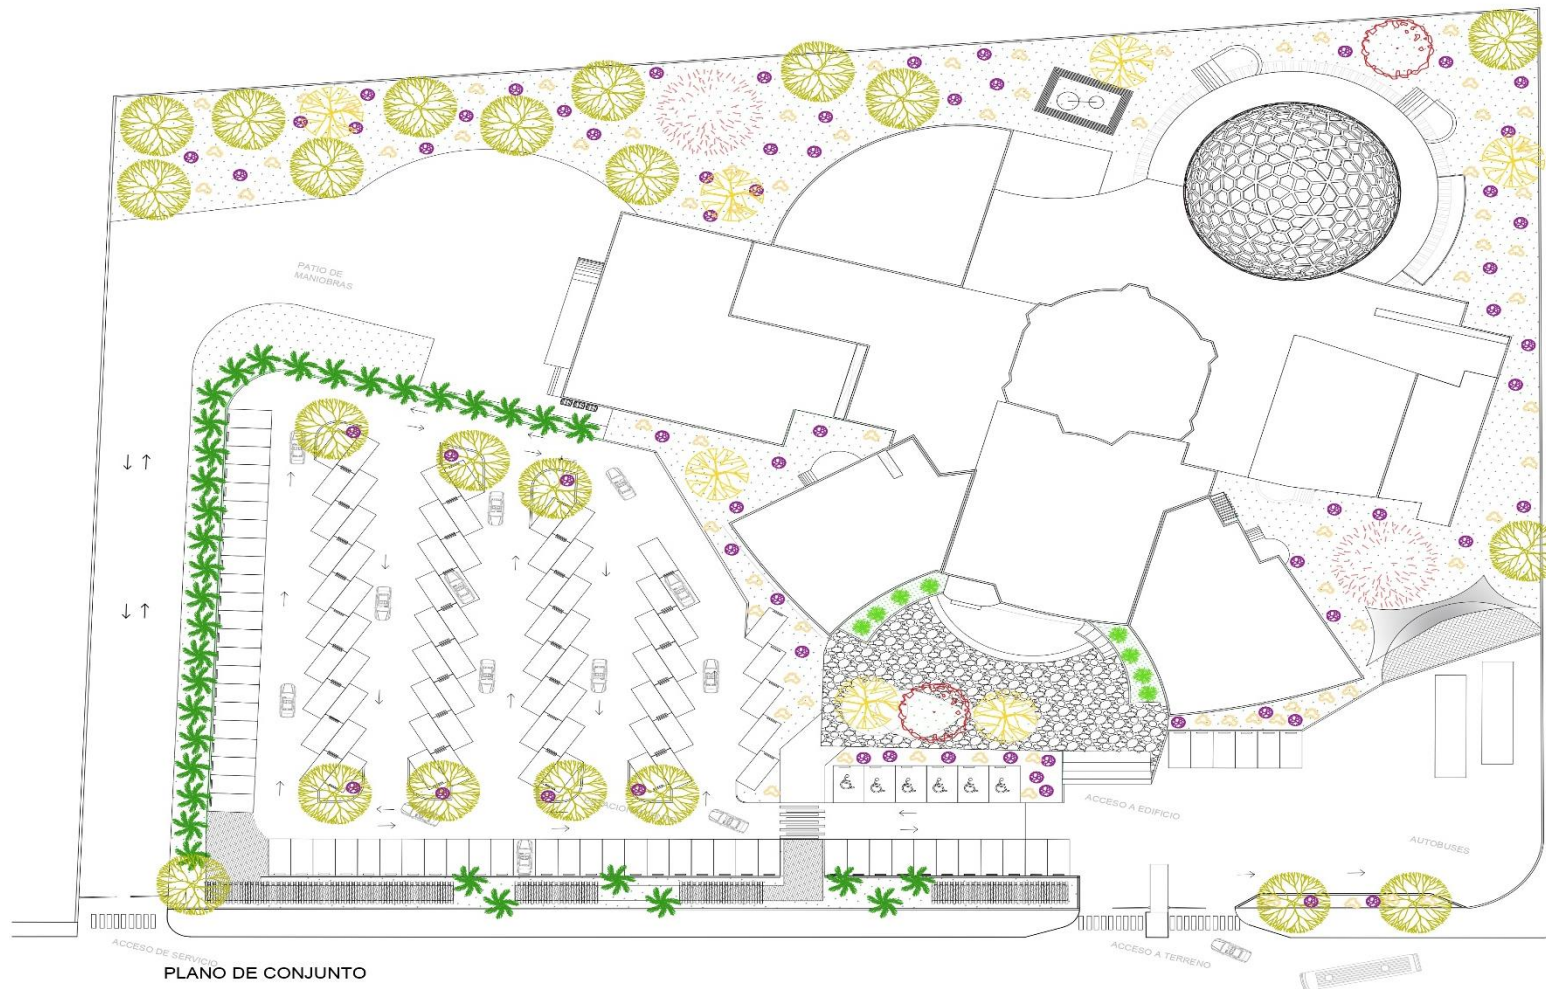 PATIO DE
MANIOBRAS
ACCESO A EDIFICIO
AUTOBUSES
ACCESO DE SERVICIO
ACCESO A TERRENO
PLANO DE CONJUNTO